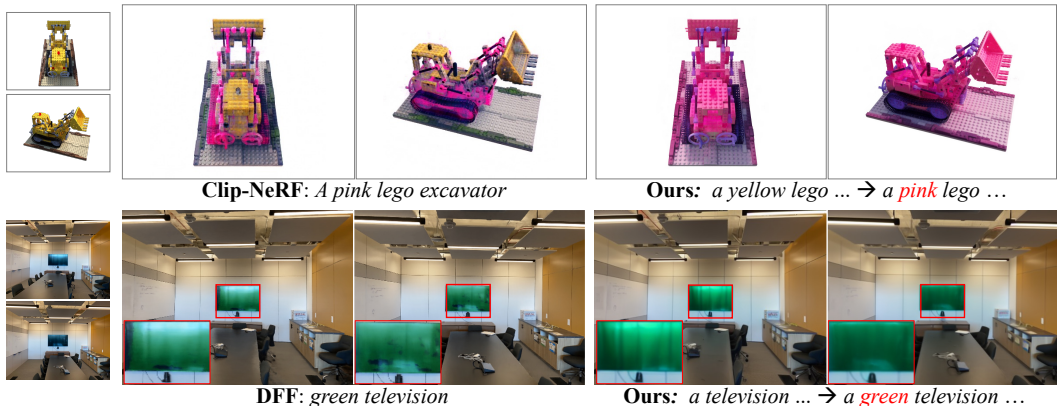 Clip-NeRF: A pink lego excavator
Ours: a yellow lego ... → a pink lego …
DFF: green television
Ours: a television ... → a green television …